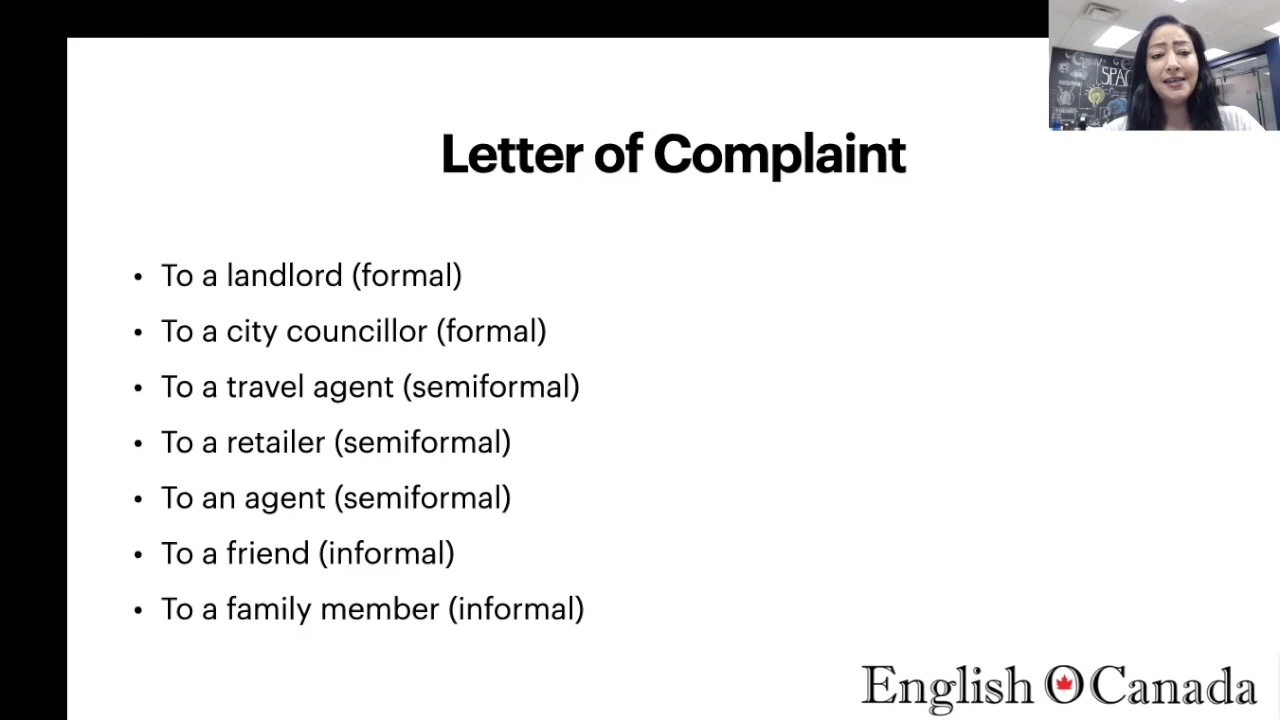 SPAC
Letter of Complaint
• To a landlord (formal)
• To a city councillor (formal)
• To a travel agent (semiformal)
• To a retailer (semiformal)
• To an agent (semiformal)
• To a friend (informal)
• To a family member (informal)
English Canada